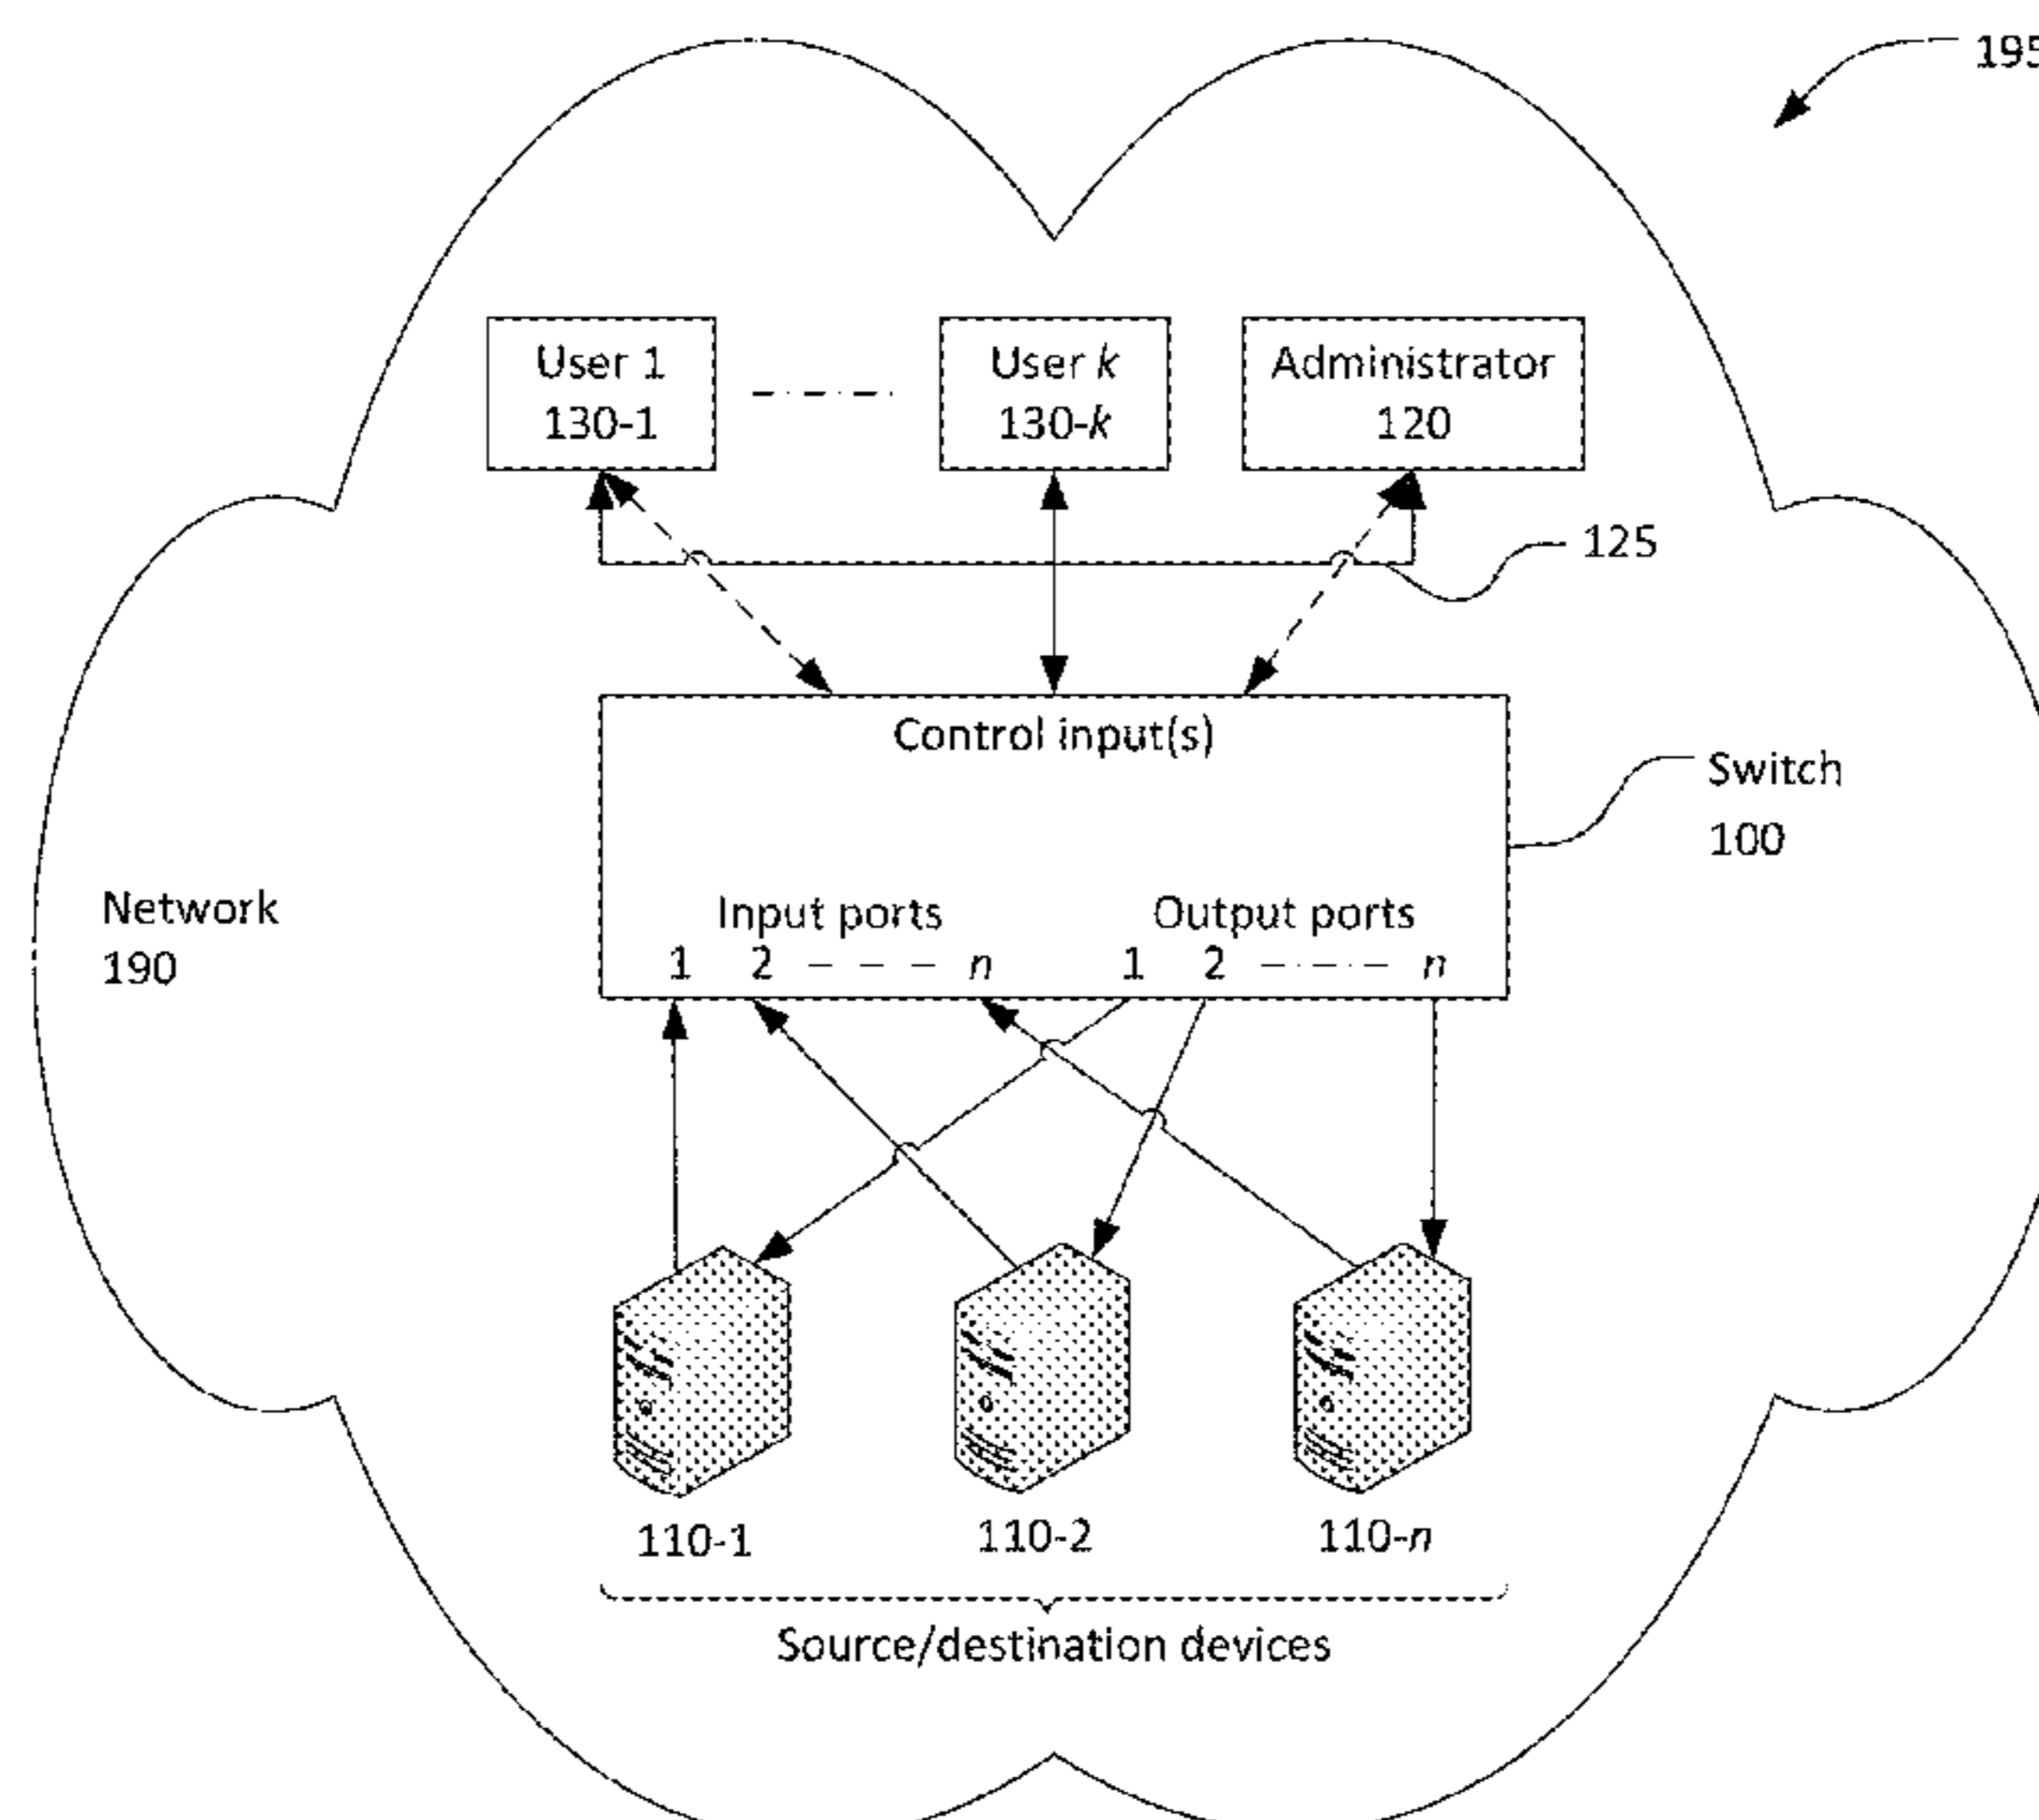 195
User 1
130-1
User k
130-k
Administrator
120
125
Control input(s)
Switch
100
Network
190
Input ports
Output ports
1 2 n 1 2 n
110-1
110-2
110-n
Source/destination devices